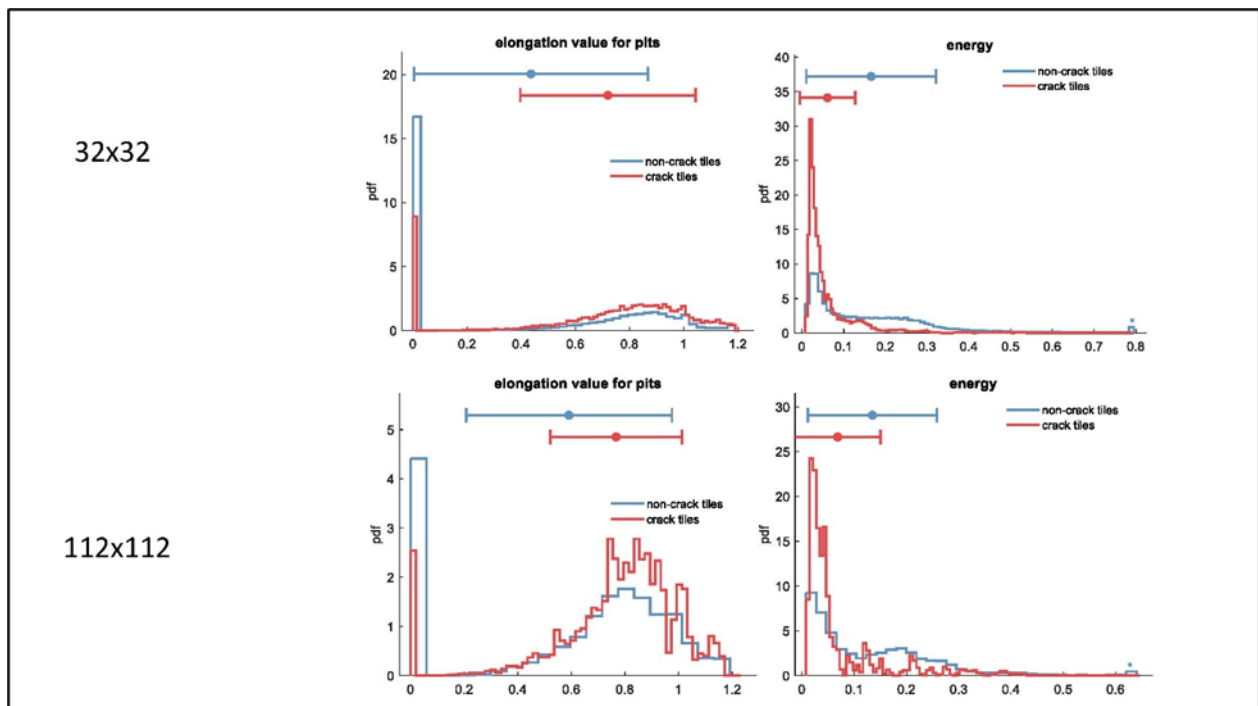 32x32
elongation value for pits
20
15
10
5
0
pdf
non-crack tiles
crack tiles
0 0.2 0.4 0.6 0.8 1 1.2
energy
40
35
30
25
20
15
10
5
0
pdf
non-crack tiles
crack tiles
0 0.1 0.2 0.3 0.4 0.5 0.6 0.7 0.8
112x112
elongation value for pits
5
4
3
2
1
0
pdf
non-crack tiles
crack tiles
0 0.2 0.4 0.6 0.8 1 1.2
energy
30
25
20
15
10
5
0
pdf
non-crack tiles
crack tiles
0 0.1 0.2 0.3 0.4 0.5 0.6